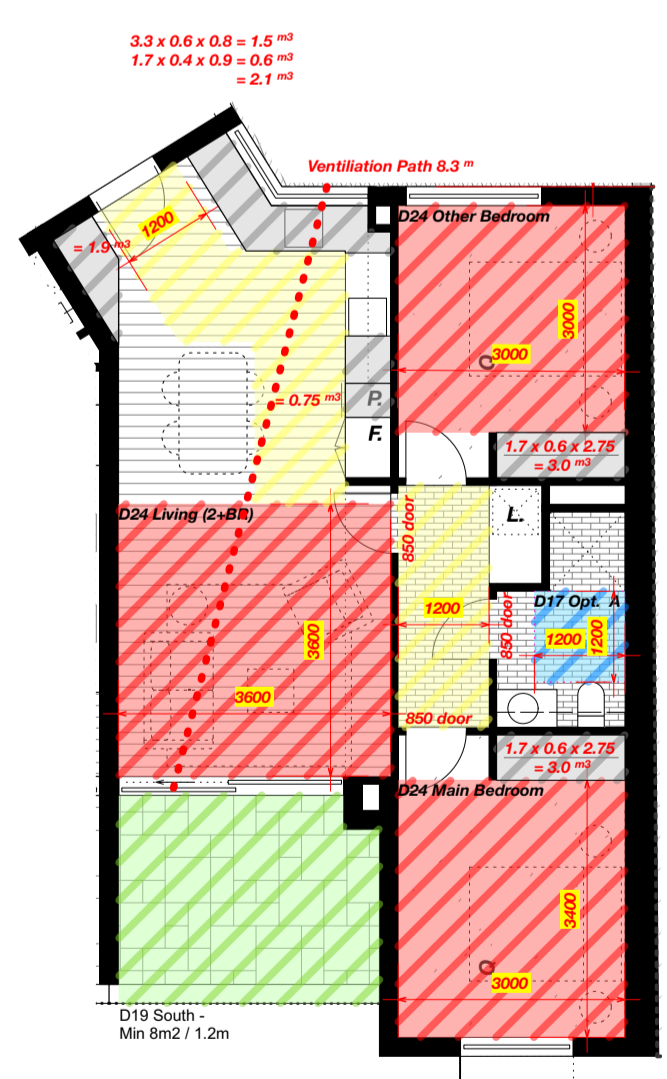 3.3 x 0.6 x 0.8 = 1.5 m3
1.7 x 0.4 x 0.9 = 0.6 m3
= 2.1 m3
Ventiliation Path 8.3 m
D24 Other Bedroom
1200
= 1.9 m3
3000
3000
= 0.75 m3
P.
F.
1.7 x 0.6 x 2.75
= 3.0 m3
D24 Living (2+BR)
850 door
L.
D17 Opt. A
850 door
1200
1200
1200
3600
3600
850 door
1.7 x 0.6 x 2.75
= 3.0 m3
D24 Main Bedroom
3400
3000
D19 South -
Min 8m2 / 1.2m